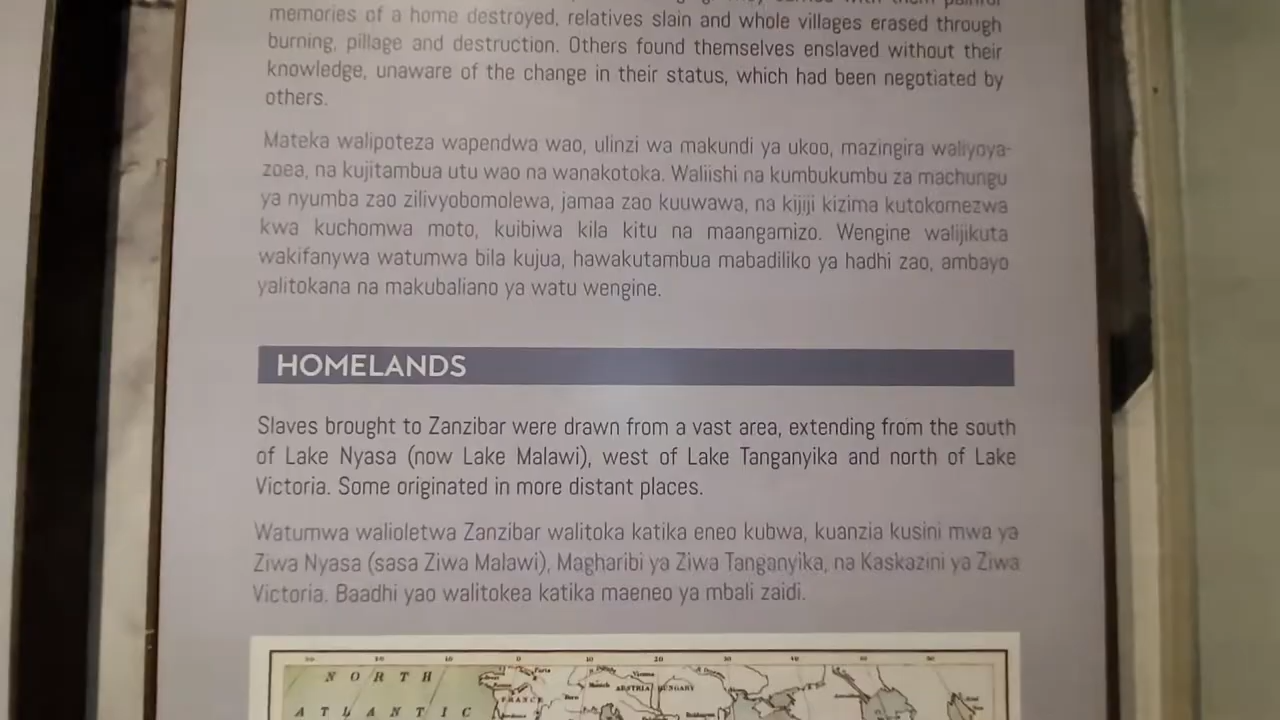 memories of a home destroyed, relatives slain and whole villages erased through
burning, pillage and destruction. Others found themselves enslaved without their
knowledge, unaware of the change in their status, which had been negotiated by
others.
Mateka walipoteza wapendwa wao, ulinzi wa makundi ya ukoo, mazingira waliyoya-
zoea, na kujitambua utu wao na wanakotoka. Waliishi na kumbukumbu za machungu
ya nyumba zao zilivyobomolewa, jamaa zao kuuwawa, na kijiji kizima kutokomezwa
kwa kuchomwa moto, kuibiwa kila kitu na maangamizo. Wengine walijikuta
wakifanywa watumwa bila kujua, hawakutambua mabadiliko ya hadhi zao, ambayo
yalitokana na makubaliano ya watu wengine.
HOMELANDS
Slaves brought to Zanzibar were drawn from a vast area, extending from the south
of Lake Nyasa (now Lake Malawi), west of Lake Tanganyika and north of Lake
Victoria. Some originated in more distant places.
Watumwa walioletwa Zanzibar walitoka katika eneo kubwa, kuanzia kusini mwa ya
Ziwa Nyasa (sasa Ziwa Malawi), Magharibi ya Ziwa Tanganyika, na Kaskazini ya Ziwa
Victoria. Baadhi yao walitokea katika maeneo ya mbali zaidi.
0 10 20
NORTH
Paris Vienna
Munich AUSTRIA HUNGARY
FRANCE
ATLANTIC